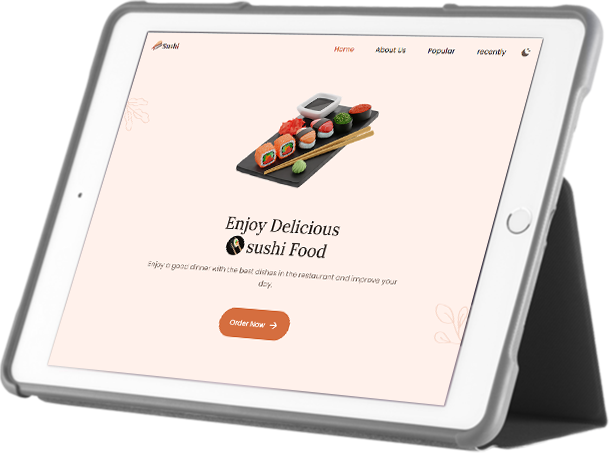 Sushi
Home About Us Popular recently
Enjoy Delicious
sushi Food
Enjoy a good dinner with the best dishes in the restaurant and improve your
day.
Order Now